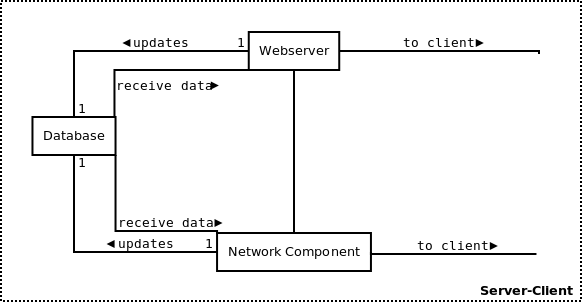 ◄updates 1 Webserver to client►
receive data►
1
Database
1
receive data►
◄updates 1 Network Component to client►
Server-Client